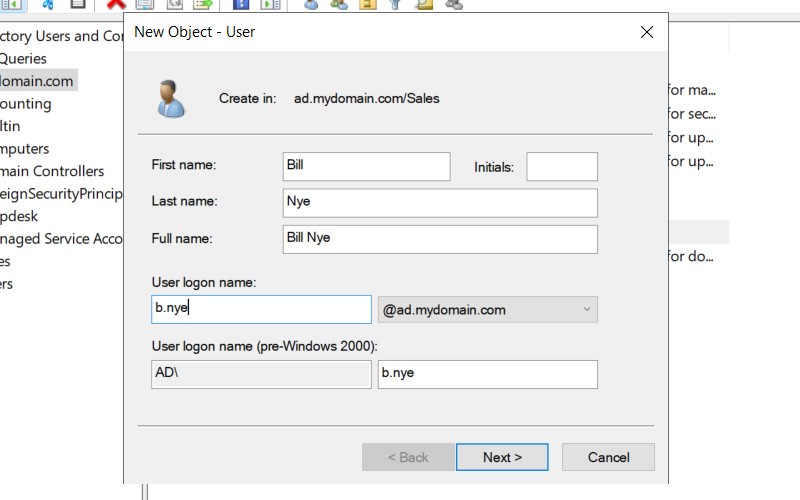 New Object - User
ctory Users and Cor
Queries
Create in: ad.mydomain.com/Sales
omain.com
ounting
for ma...
for sec...
ltin
for up...
mputers
First name: Bill Initials:
for up...
main Controllers
eignSecurityPrincip
Last name: Nye
pdesk
Full name: Bill Nye
naged Service Acco
for do...
es
ers
User logon name:
b.nye @ad.mydomain.com
User logon name (pre-Windows 2000):
AD\ b.nye
< Back Next > Cancel